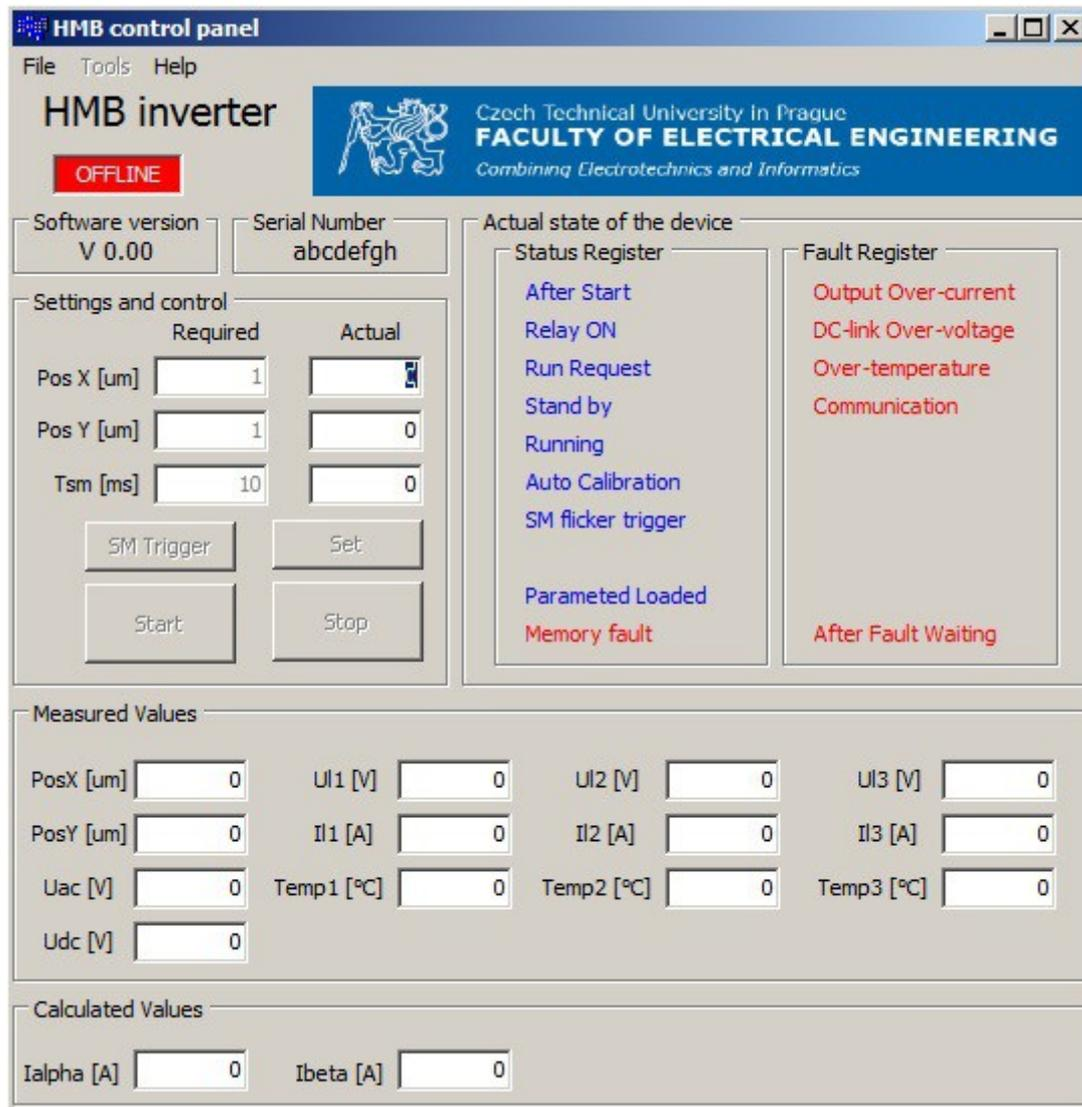 HMB control panel
File Tools Help
HMB inverter
OFFLINE
Czech Technical University in Prague
FACULTY OF ELECTRICAL ENGINEERING
Combining Electrotechnics and Informatics
Software version
V 0.00
Serial Number
abcdefgh
Settings and control
Required Actual
Pos X [um] 1 0
Pos Y [um] 1 0
Tsm [ms] 10 0
SM Trigger Set
Start Stop
Actual state of the device
Status Register
After Start
Relay ON
Run Request
Stand by
Running
Auto Calibration
SM flicker trigger
Parameted Loaded
Memory fault
Fault Register
Output Over-current
DC-link Over-voltage
Over-temperature
Communication
After Fault Waiting
Measured Values
PosX [um] 0 Ul1 [V] 0 Ul2 [V] 0 Ul3 [V] 0
PosY [um] 0 Il1 [A] 0 Il2 [A] 0 Il3 [A] 0
Uac [V] 0 Temp1 [ºC] 0 Temp2 [ºC] 0 Temp3 [ºC] 0
Udc [V] 0
Calculated Values
Ialpha [A] 0 Ibeta [A] 0